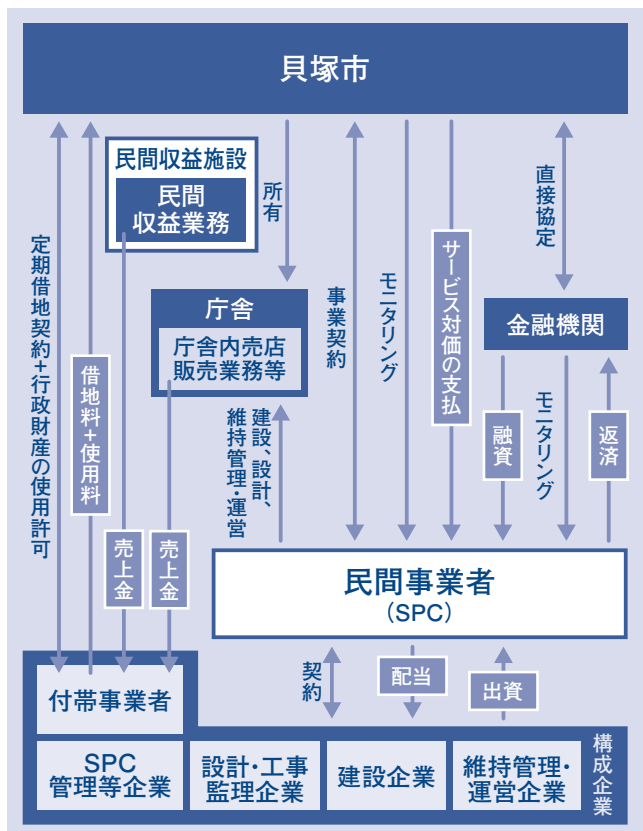 貝塚市
民間収益施設
民間
収益業務
所有
直接協定
定期借地契約+行政財産の使用許可
借地料+使用料
庁舎
庁舎内売店
販売業務等
事業契約
モニタリング
サービス対価の支払
金融機関
建設、設計、
維持管理・運営
融資
モニタリング
返済
売上金
売上金
民間事業者
(SPC)
契約
配当
出資
付帯事業者
SPC
管理等企業
設計・工事
監理企業
建設企業
維持管理・
運営企業
構成企業